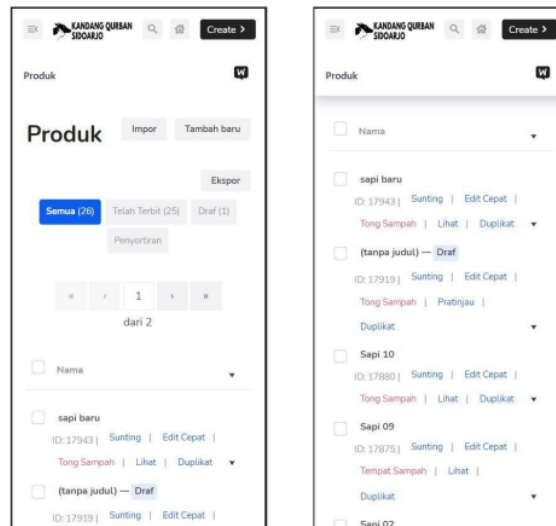 KANDANG QURBAN
SIDOARJO
Create >
Produk
Produk
Impor
Tambah baru
Ekspor
Semua (26)
Telah Terbit (25)
Draf (1)
Penyortiran
« ‹ 1 › »
dari 2
Nama
sapi baru
ID: 17943 | Sunting | Edit Cepat |
Tong Sampah | Lihat | Duplikat
(tanpa judul) — Draf
ID: 17919 | Sunting | Edit Cepat |
KANDANG QURBAN
SIDOARJO
Create >
Produk
Nama
sapi baru
ID: 17943 | Sunting | Edit Cepat |
Tong Sampah | Lihat | Duplikat
(tanpa judul) — Draf
ID: 17919 | Sunting | Edit Cepat |
Tong Sampah | Pratinjau |
Duplikat
Sapi 10
ID: 17880 | Sunting | Edit Cepat |
Tong Sampah | Lihat | Duplikat
Sapi 09
ID: 17875 | Sunting | Edit Cepat |
Tempat Sampah | Lihat |
Duplikat
Sapi 02